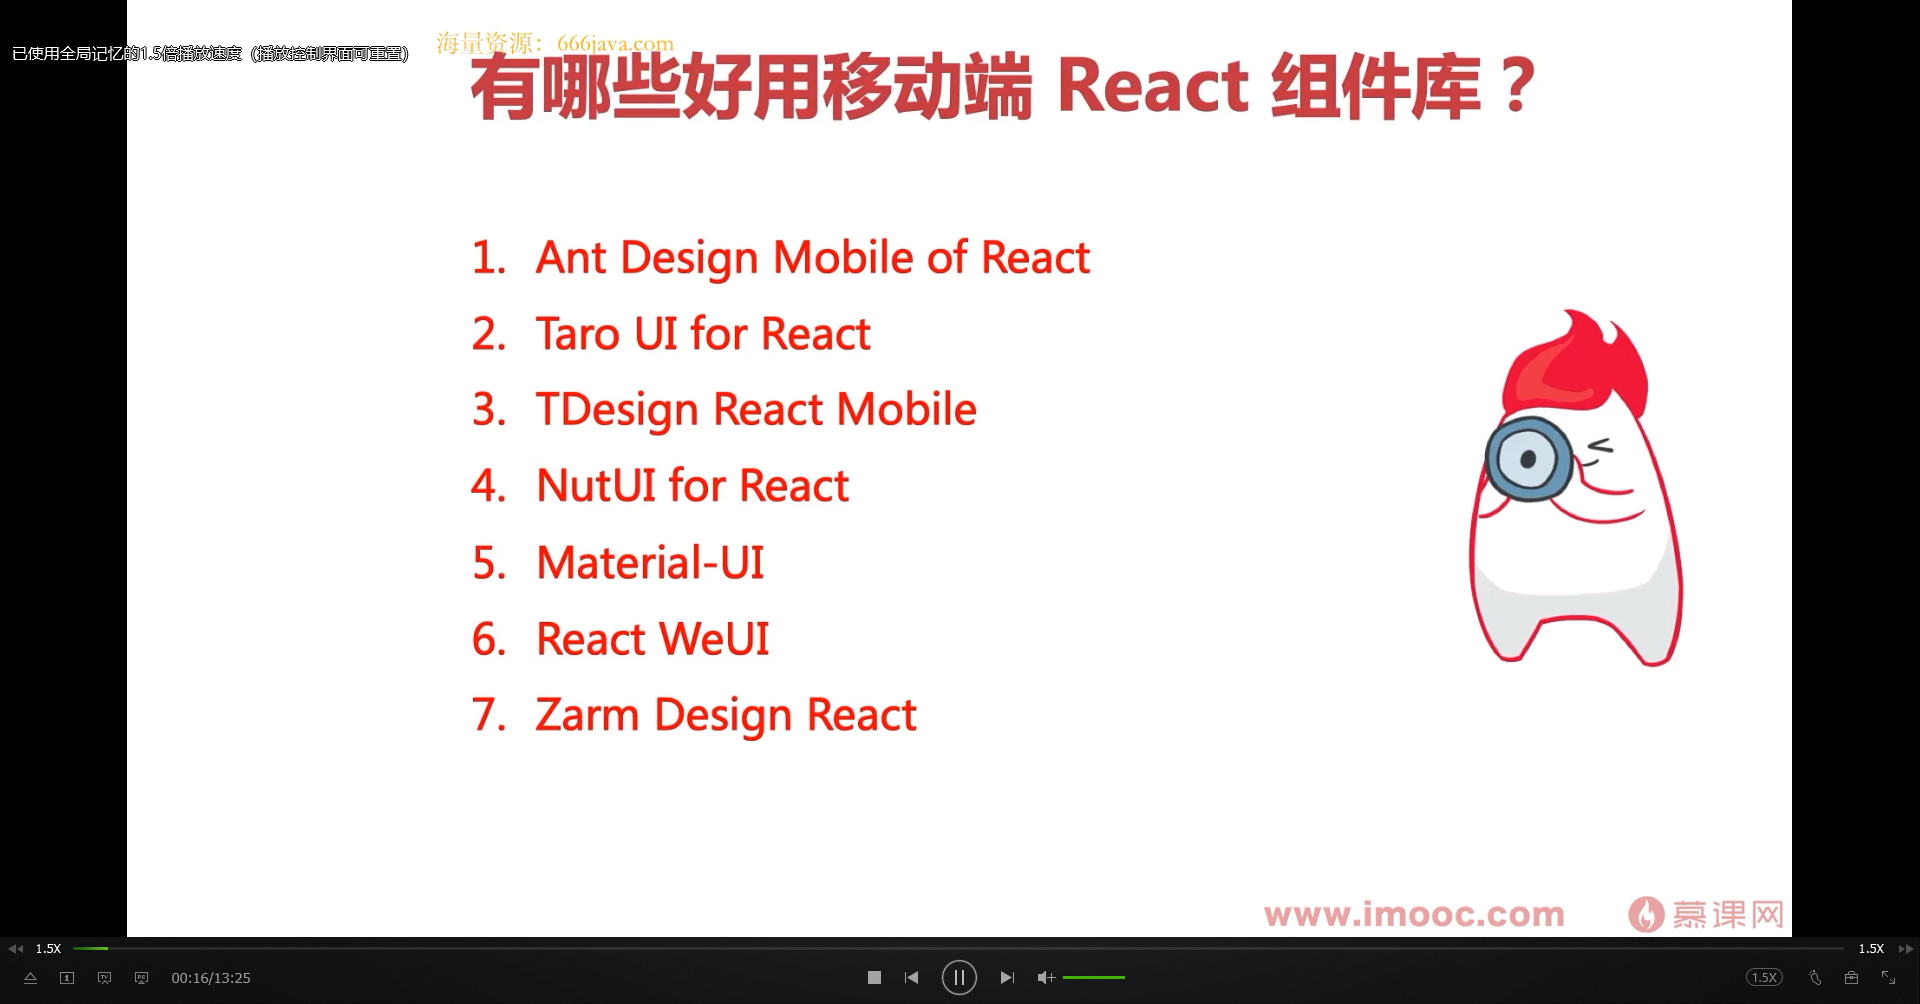 海量资源：666java.com
已使用全局记忆的1.5倍播放速度（播放控制界面可重置）
有哪些好用移动端 React 组件库？
1. Ant Design Mobile of React
2. Taro UI for React
3. TDesign React Mobile
4. NutUI for React
5. Material-UI
6. React WeUI
7. Zarm Design React
www.imooc.com 慕课网
1.5X 1.5X
1 TV PC 00:16/13:25 1.5X